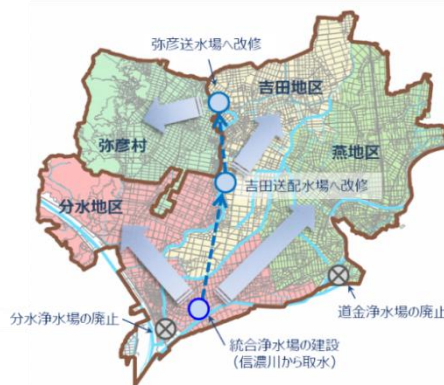 弥彦送水場へ改修
吉田地区
弥彦村
燕地区
吉田送配水場へ改修
分水地区
分水浄水場の廃止
道金浄水場の廃止
統合浄水場の建設
(信濃川から取水)